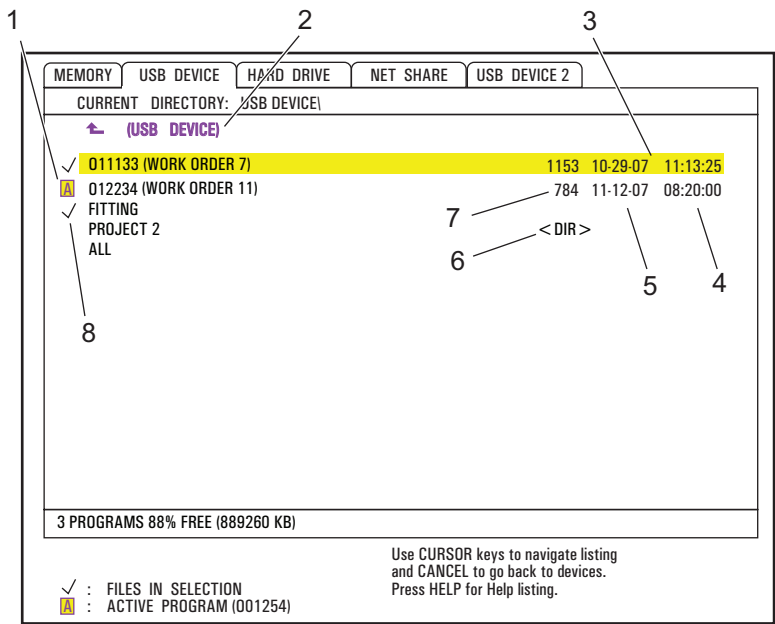 1 2 3
MEMORY USB DEVICE HARD DRIVE NET SHARE USB DEVICE 2
CURRENT DIRECTORY: USB DEVICE\
(USB DEVICE)
O11133 (WORK ORDER 7) 1153 10-29-07 11:13:25
A O12234 (WORK ORDER 11) 784 11-12-07 08:20:00
FITTING
7
PROJECT 2 <DIR>
ALL
6 5 4
8
3 PROGRAMS 88% FREE (889260 KB)
Use CURSOR keys to navigate listing
and CANCEL to go back to devices.
Press HELP for Help listing.
✓ : FILES IN SELECTION
A : ACTIVE PROGRAM (O01254)